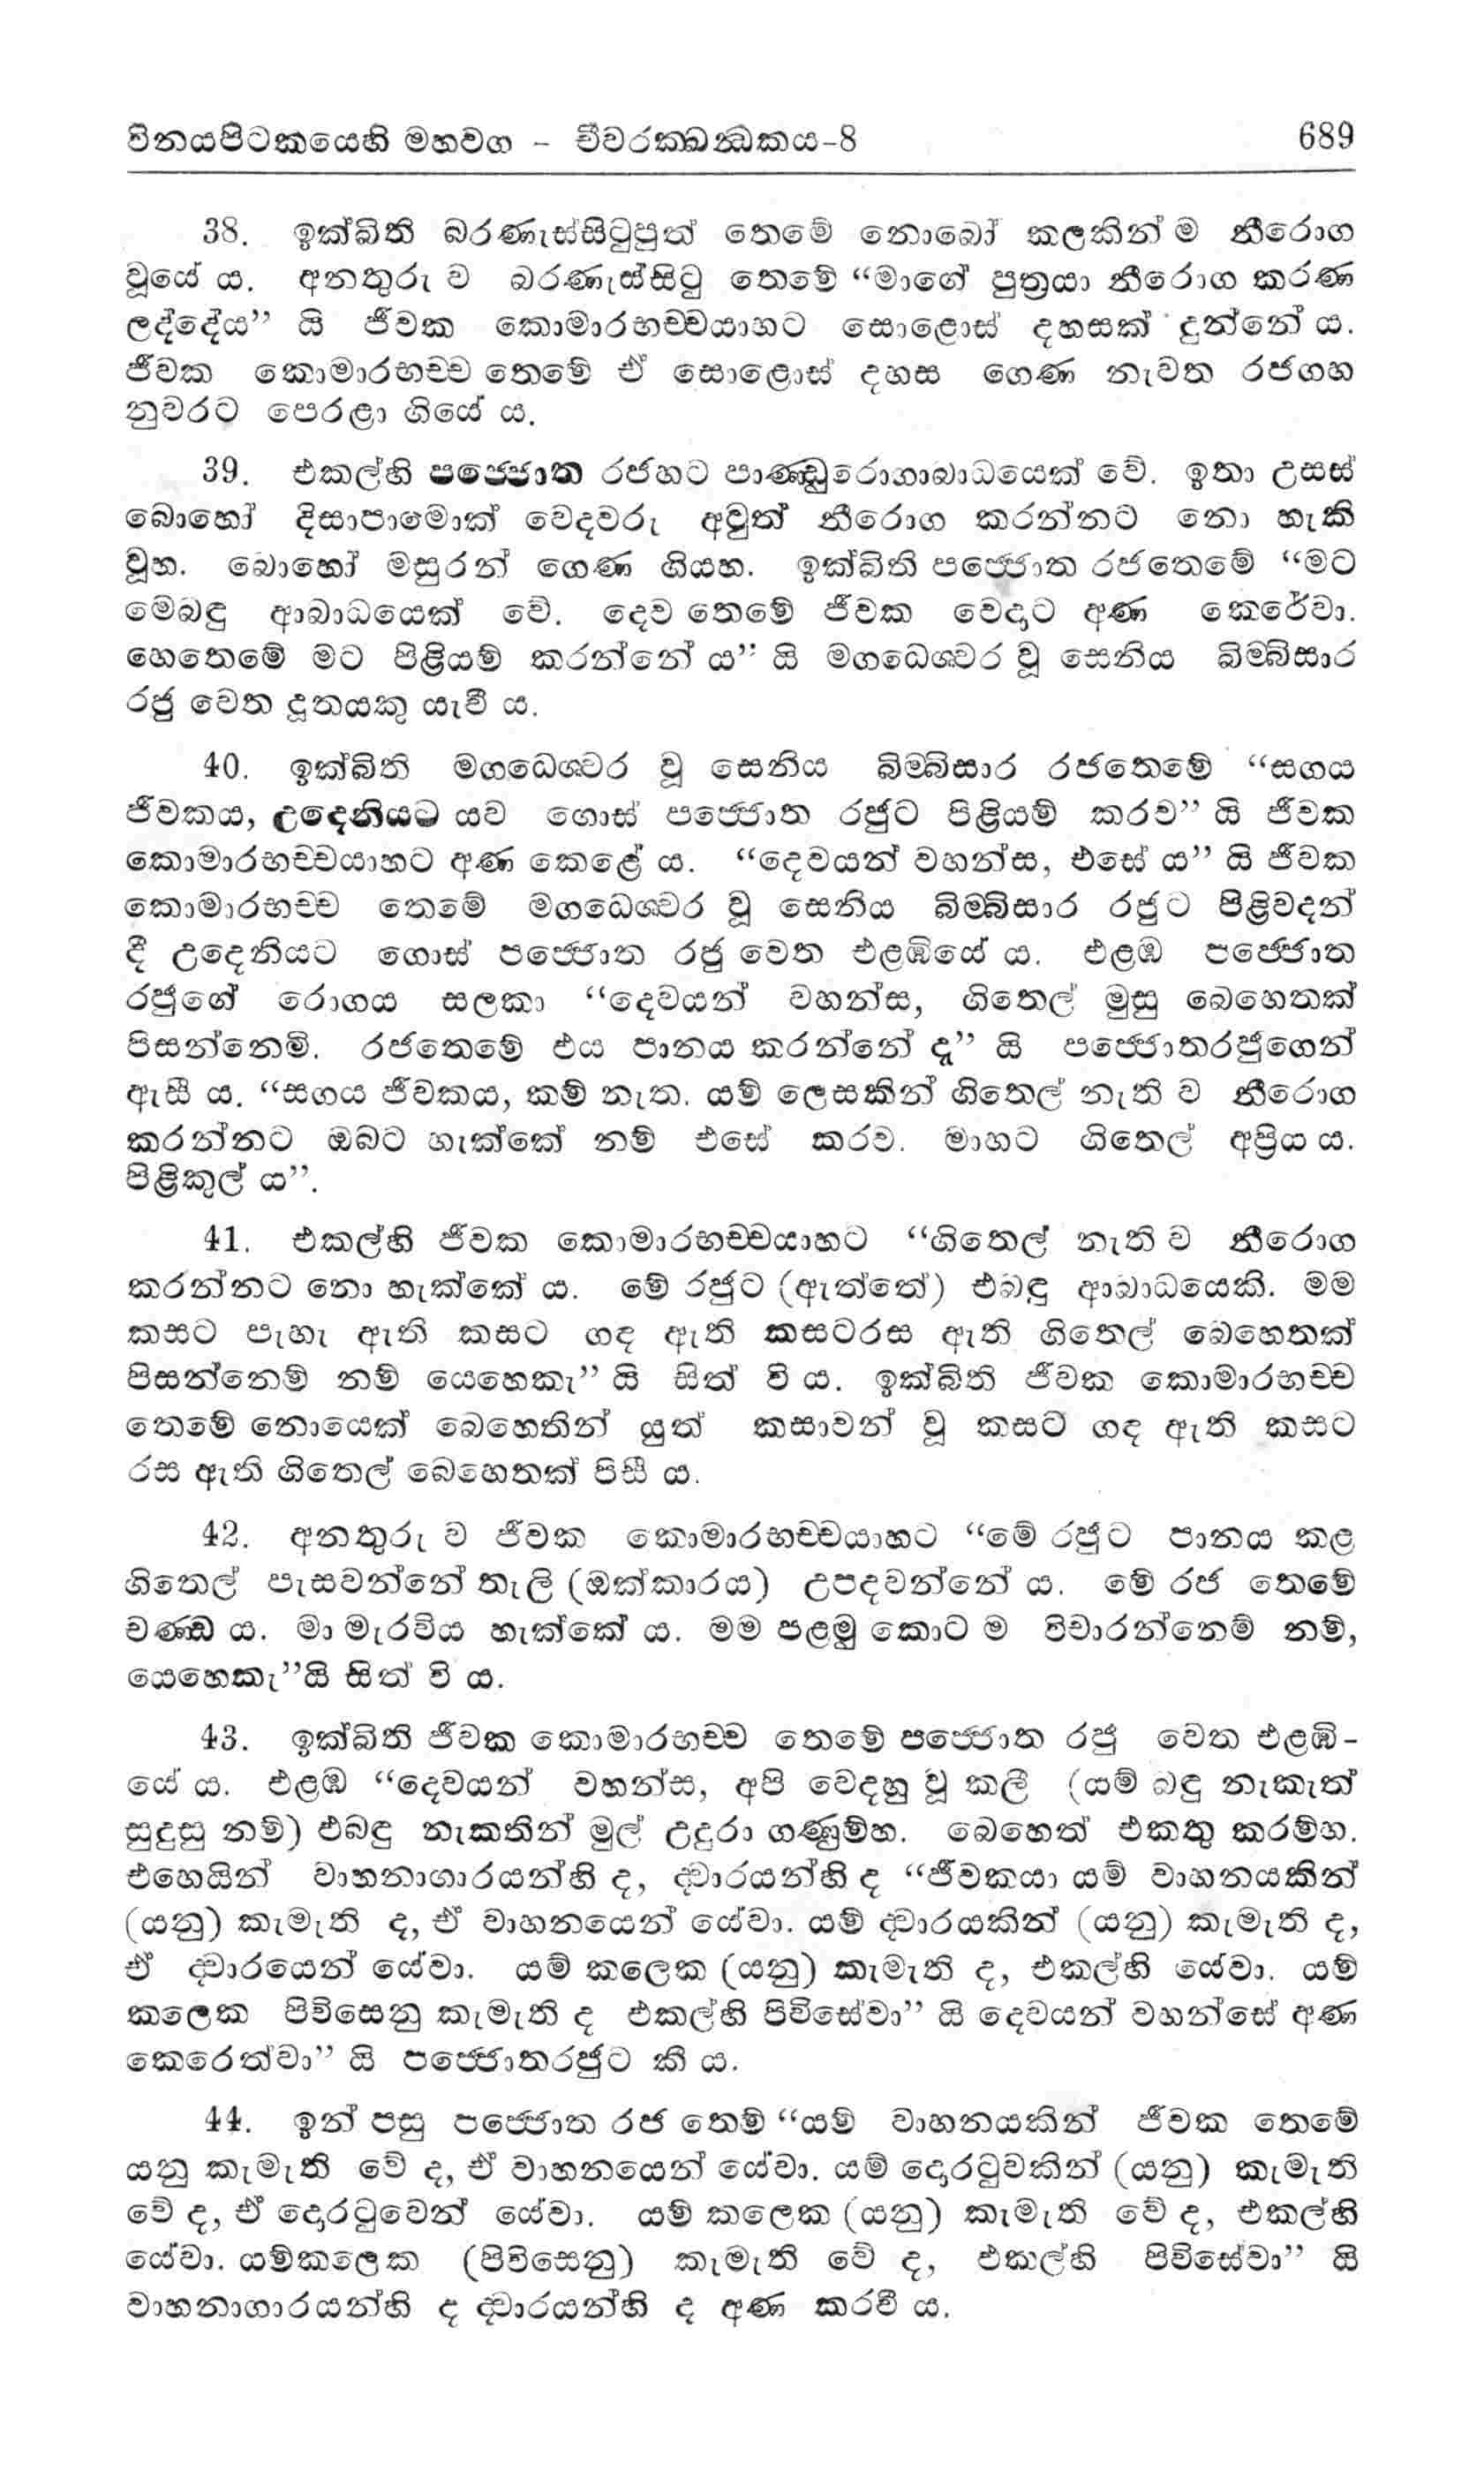 විනයපිටකයෙහි මහවග - චීවරක්ඛන්ධකය-8 689
38. ඉක්බිති බරණැස්සිටුපුත් තෙමේ නොබෝ කලකින් ම නීරොග
වූයේ ය. අනතුරු ව බරණැස්සිටු තෙමේ “මාගේ පුත්‍රයා නීරොග කරණ
ලද්දේය” යි ජීවක කොමාරභච්චයාහට සොළොස් දහසක් දුන්නේ ය.
ජීවක කොමාරභච්ච තෙමේ ඒ සොළොස් දහස ගෙණ නැවත රජගහ
නුවරට පෙරළා ගියේ ය.
39. එකල්හි පජ්ජොත රජහට පාණ්ඩුරොගාබාධයෙක් වේ. ඉතා උසස්
බොහෝ දිසාපාමොක් වෙදවරු අවුත් නීරොග කරන්නට නො හැකි
වූහ. බොහෝ මසුරන් ගෙණ ගියහ. ඉක්බිති පජ්ජොත රජතෙමේ “මට
මෙබඳු ආබාධයෙක් වේ. දෙව තෙමේ ජීවක වෙදාට අණ කෙරේවා.
හෙතෙමේ මට පිළියම් කරන්නේ ය” යි මගධෙශ්වර වූ සෙනිය බිම්බිසාර
රජු වෙත දූතයකු යැවී ය.
40. ඉක්බිති මගධෙශ්වර වූ සෙනිය බිම්බිසාර රජතෙමේ “සගය
ජීවකය, උදෙනියට යව ගොස් පජ්ජොත රජුට පිළියම් කරව” යි ජීවක
කොමාරභච්චයාහට අණ කෙළේ ය. “දෙවයන් වහන්ස, එසේ ය” යි ජීවක
කොමාරභච්ච තෙමේ මගධෙශ්වර වූ සෙනිය බිම්බිසාර රජුට පිළිවදන්
දී උදෙනියට ගොස් පජ්ජොත රජු වෙත එළඹියේ ය. එළඹ පජ්ජොත
රජුගේ රොගය සලකා “දෙවයන් වහන්ස, ගිතෙල් මුසු බෙහෙතක්
පිසන්නෙමි. රජතෙමේ එය පානය කරන්නේ දැ” යි පජ්ජොතරජුගෙන්
ඇසී ය. “සගය ජීවකය, කම් නැත. යම් ලෙසකින් ගිතෙල් නැති ව නීරොග
කරන්නට ඔබට හැක්කේ නම් එසේ කරව. මාහට ගිතෙල් අප්‍රිය ය.
පිළිකුල් ය”.
41. එකල්හි ජීවක කොමාරභච්චයාහට “ගිතෙල් නැති ව නීරොග
කරන්නට නො හැක්කේ ය. මේ රජුට (ඇත්තේ) එබඳු ආබාධයෙකි. මම
කසට පැහැ ඇති කසට ගඳ ඇති කසටරස ඇති ගිතෙල් බෙහෙතක්
පිසන්නෙම් නම් යෙහෙකැ” යි සිත් වි ය. ඉක්බිති ජීවක කොමාරභච්ච
තෙමේ නොයෙක් බෙහෙතින් යුත් කසාවන් වූ කසට ගඳ ඇති කසට
රස ඇති ගිතෙල් බෙහෙතක් පිසී ය.
42. අනතුරු ව ජීවක කොමාරභච්චයාහට “මේ රජුට පානය කළ
ගිතෙල් පැසවන්නේ තැලි (ඔක්කාරය) උපදවන්නේ ය. මේ රජ තෙමේ
චණ්ඩ ය. මා මැරවිය හැක්කේ ය. මම පළමු කොට ම විචාරන්නෙම් නම්,
යෙහෙකැ”යි සිත් වි ය.
43. ඉක්බිති ජීවක කොමාරභච්ච තෙමේ පජ්ජොත රජු වෙත එළඹි-
යේ ය. එළඹ “දෙවයන් වහන්ස, අපි වෙදහු වූ කලී (යම් බඳු නැකැත්
සුදුසු නම්) එබඳු නැකතින් මුල් උදුරා ගණුම්හ. බෙහෙත් එකතු කරම්හ.
එහෙයින් වාහනාගාරයන්හි ද, ද්වාරයන්හි ද “ජීවකයා යම් වාහනයකින්
(යනු) කැමැති ද, ඒ වාහනයෙන් යේවා. යම් ද්වාරයකින් (යනු) කැමැති ද,
ඒ ද්වාරයෙන් යේවා. යම් කලෙක (යනු) කැමැති ද, එකල්හි යේවා. යම්
කලෙක පිවිසෙනු කැමැති ද එකල්හි පිවිසේවා” යි දෙවයන් වහන්සේ අණ
කෙරෙත්වා” යි පජ්ජොතරජුට කී ය.
44. ඉන් පසු පජ්ජොත රජ තෙම් “යම් වාහනයකින් ජීවක තෙමේ
යනු කැමැති වේ ද, ඒ වාහනයෙන් යේවා. යම් දොරටුවකින් (යනු) කැමැති
වේ ද, ඒ දොරටුවෙන් යේවා. යම් කලෙක (යනු) කැමැති වේ ද, එකල්හි
යේවා. යම්කලෙක (පිවිසෙනු) කැමැති වේ ද, එකල්හි පිවිසේවා” යි
වාහනාගාරයන්හි ද ද්වාරයන්හි ද අණ කරවී ය.